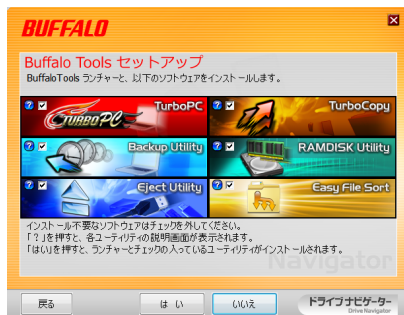 BUFFALO
Buffalo Tools セットアップ
BuffaloTools ランチャーと、以下のソフトウェアをインストールします。
TurboPC
TurboPC
TurboCopy
Backup Utility
RAMDISK Utility
Eject Utility
Easy File Sort
インストール不要なソフトウェアはチェックを外してください。
「？」を押すと、各ユーティリティの説明画面が表示されます。
「はい」を押すと、ランチャーとチェックの入っているユーティリティがインストールされます。
Navigator
戻る
は い
いいえ
ドライブナビゲーター
Drive Navigator